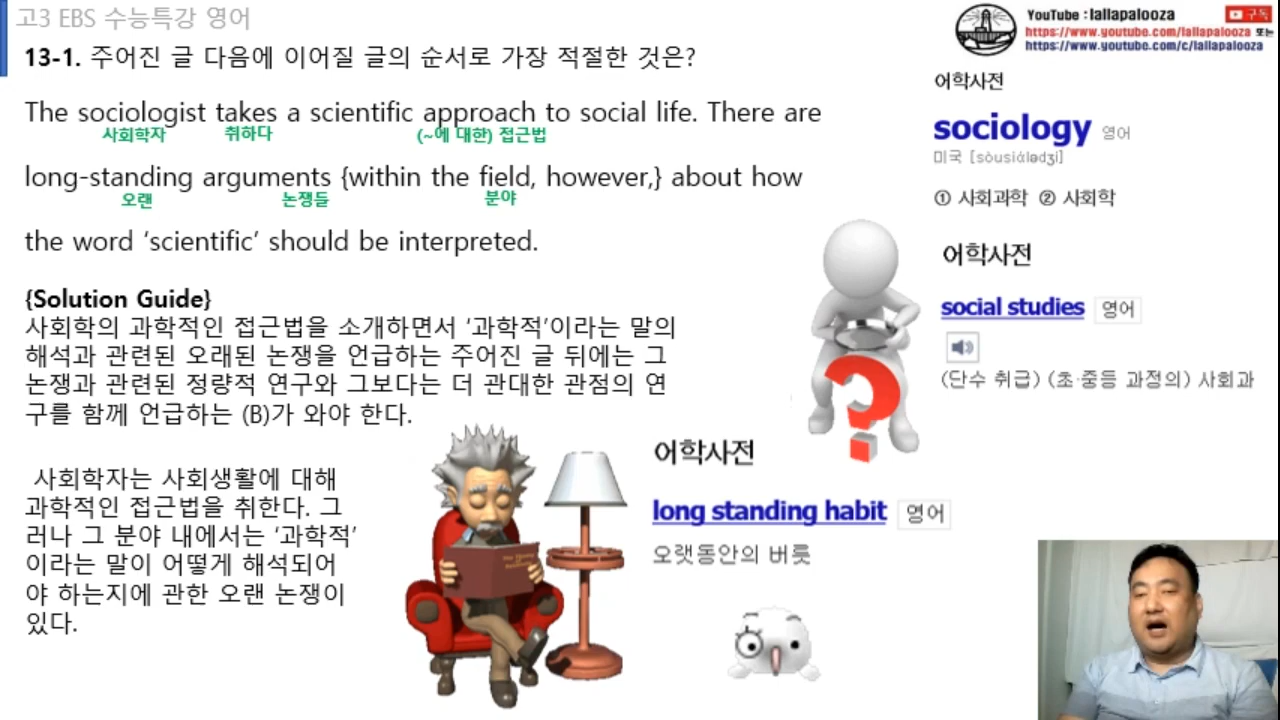 고3 EBS 수능특강 영어
YouTube : lallapalooza
구독
https://www.youtube.com/lallapalooza 또는
https://www.youtube.com/c/lallapalooza
13-1. 주어진 글 다음에 이어질 글의 순서로 가장 적절한 것은?
The sociologist takes a scientific approach to social life. There are
사회학자 취하다 (~에 대한) 접근법
long-standing arguments {within the field, however,} about how
오랜 논쟁들 분야
the word ‘scientific’ should be interpreted.
{Solution Guide}
사회학의 과학적인 접근법을 소개하면서 ‘과학적’이라는 말의
해석과 관련된 오래된 논쟁을 언급하는 주어진 글 뒤에는 그
논쟁과 관련된 정량적 연구와 그보다는 더 관대한 관점의 연
구를 함께 언급하는 (B)가 와야 한다.
사회학자는 사회생활에 대해
과학적인 접근법을 취한다. 그
러나 그 분야 내에서는 ‘과학적’
이라는 말이 어떻게 해석되어
야 하는지에 관한 오랜 논쟁이
있다.
어학사전
sociology 영어
미국 [sòusiάlədʒi]
① 사회과학 ② 사회학
어학사전
social studies 영어
(단수 취급) (초·중등 과정의) 사회과
어학사전
long standing habit 영어
오랫동안의 버릇